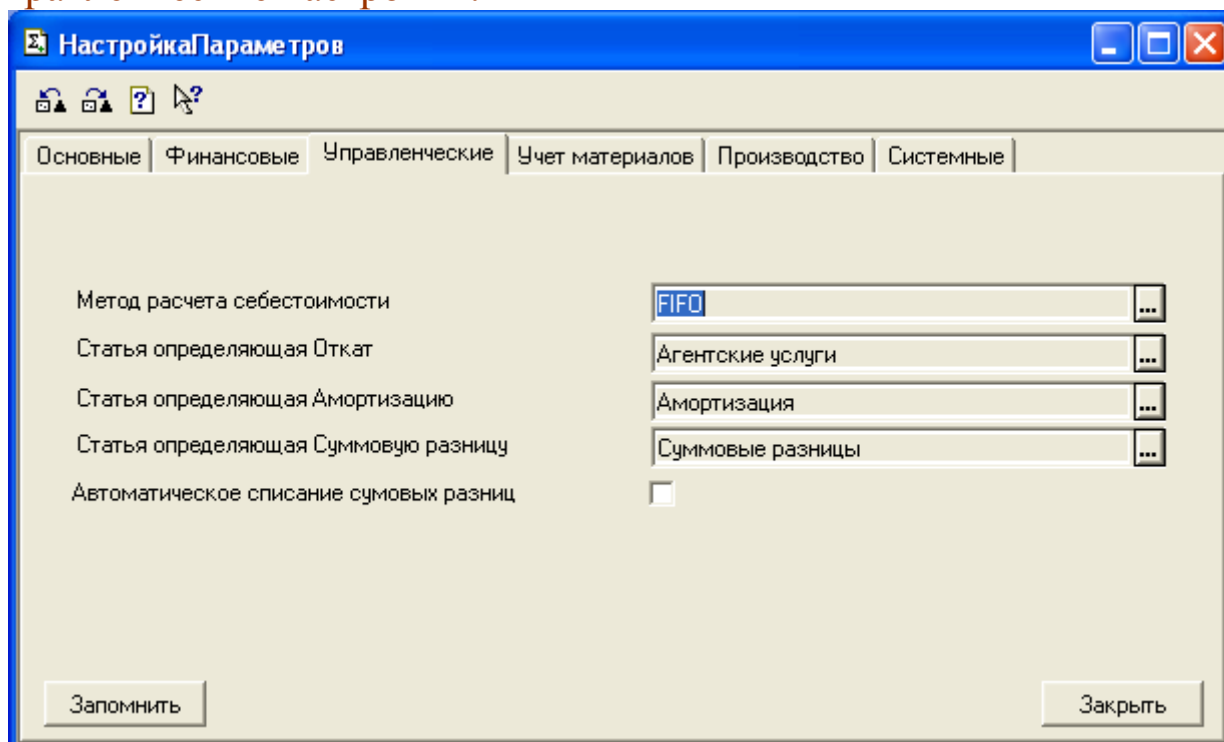 НастройкаПараметров
Основные Финансовые Управленческие Учет материалов Производство Системные
Метод расчета себестоимости FIFO ...
Статья определяющая Откат Агентские услуги ...
Статья определяющая Амортизацию Амортизация ...
Статья определяющая Суммовую разницу Суммовые разницы ...
Автоматическое списание сумовых разниц
Запомнить Закрыть